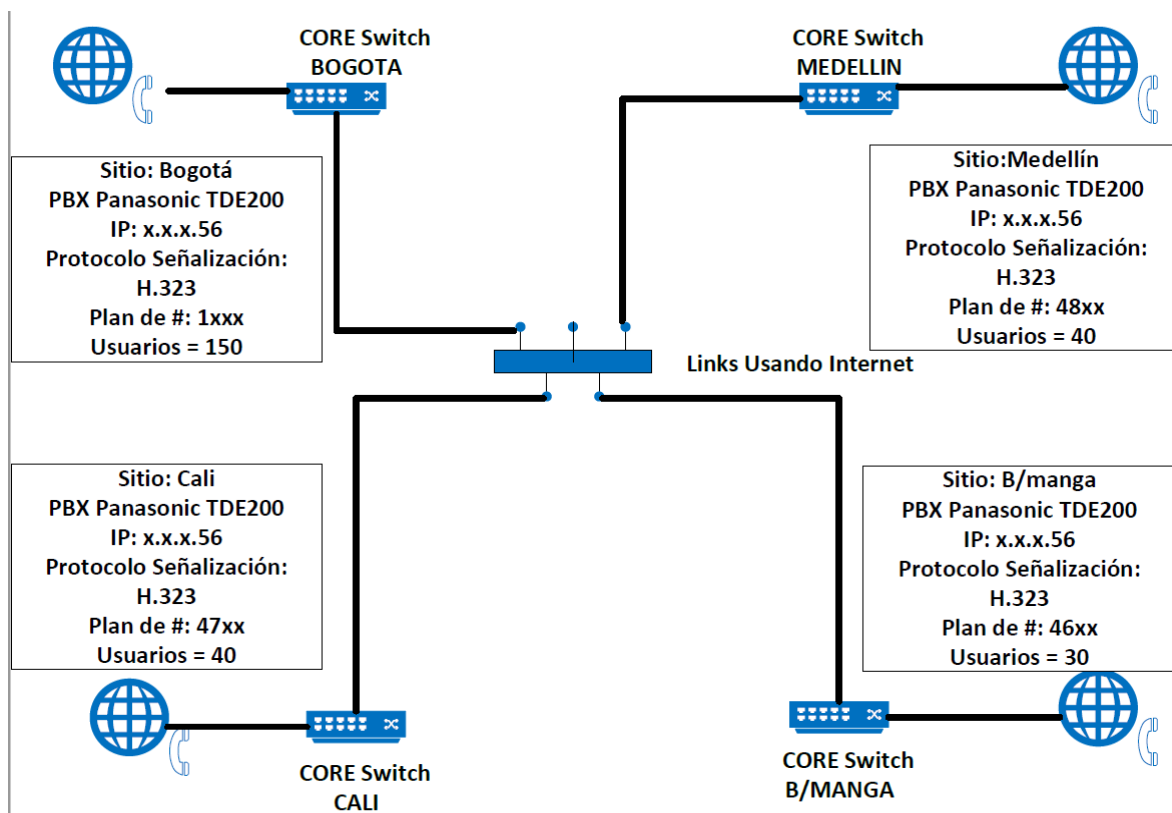 CORE Switch
BOGOTA
CORE Switch
MEDELLIN
Sitio: Bogotá
PBX Panasonic TDE200
IP: x.x.x.56
Protocolo Señalización:
H.323
Plan de #: 1xxx
Usuarios = 150
Sitio:Medellín
PBX Panasonic TDE200
IP: x.x.x.56
Protocolo Señalización:
H.323
Plan de #: 48xx
Usuarios = 40
Links Usando Internet
Sitio: Cali
PBX Panasonic TDE200
IP: x.x.x.56
Protocolo Señalización:
H.323
Plan de #: 47xx
Usuarios = 40
Sitio: B/manga
PBX Panasonic TDE200
IP: x.x.x.56
Protocolo Señalización:
H.323
Plan de #: 46xx
Usuarios = 30
CORE Switch
CALI
CORE Switch
B/MANGA